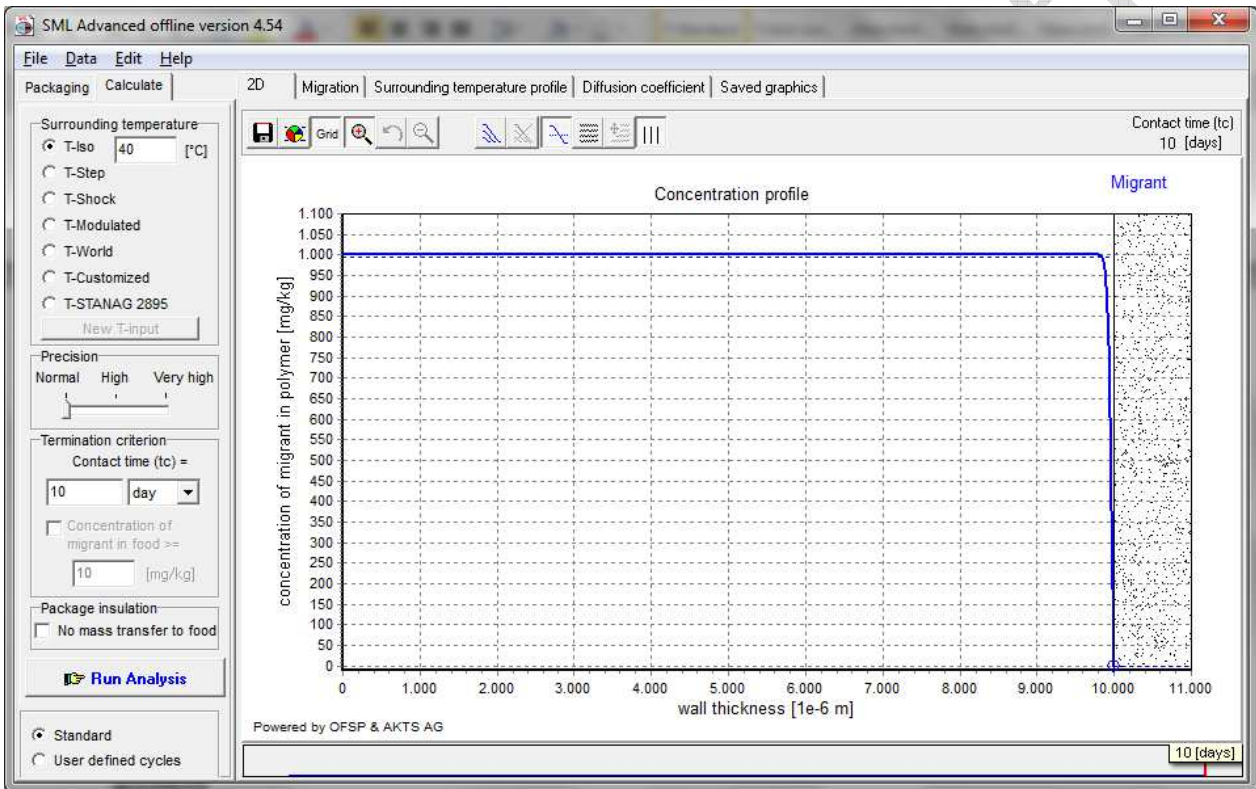 SML Advanced offline version 4.54
File Data Edit Help
Packaging Calculate
2D Migration Surrounding temperature profile Diffusion coefficient Saved graphics
Surrounding temperature
T-Iso 40 [°C]
T-Step
T-Shock
T-Modulated
T-World
T-Customized
T-STANAG 2895
New T-input
Precision
Normal High Very high
Termination criterion
Contact time (tc) =
10 day
Concentration of
migrant in food >=
10 [mg/kg]
Package insulation
No mass transfer to food
Run Analysis
Standard
User defined cycles
Grid
Contact time (tc)
10 [days]
Migrant
Concentration profile
concentration of migrant in polymer [mg/kg]
1.100
1.050
1.000
950
900
850
800
750
700
650
600
550
500
450
400
350
300
250
200
150
100
50
0
0 1.000 2.000 3.000 4.000 5.000 6.000 7.000 8.000 9.000 10.000 11.000
wall thickness [1e-6 m]
Powered by OFSP & AKTS AG
10 [days]